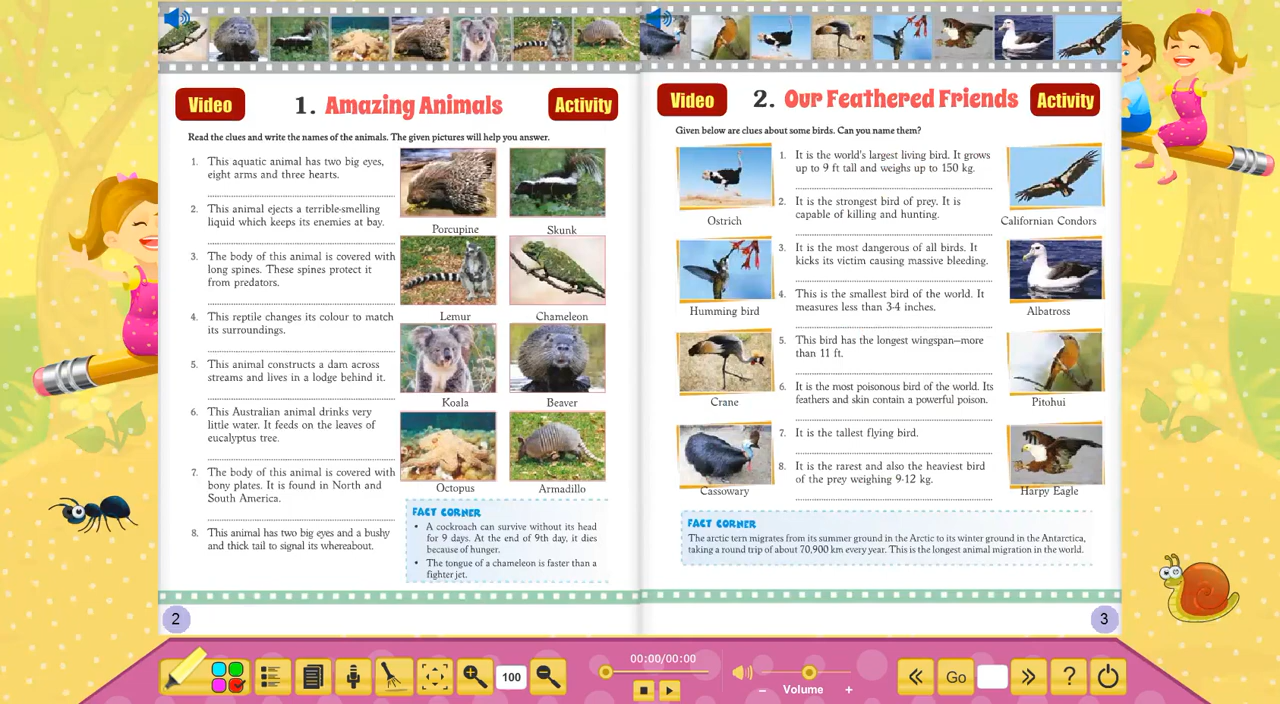 Video
1. Amazing Animals
Activity
Read the clues and write the names of the animals. The given pictures will help you answer.
1. This aquatic animal has two big eyes,
eight arms and three hearts.
2. This animal ejects a terrible-smelling
liquid which keeps its enemies at bay.
3. The body of this animal is covered with
long spines. These spines protect it
from predators.
4. This reptile changes its colour to match
its surroundings.
5. This animal constructs a dam across
streams and lives in a lodge behind it.
6. This Australian animal drinks very
little water. It feeds on the leaves of
eucalyptus tree.
7. The body of this animal is covered with
bony plates. It is found in North and
South America.
8. This animal has two big eyes and a bushy
and thick tail to signal its whereabout.
Porcupine
Skunk
Lemur
Chameleon
Koala
Beaver
Octopus
Armadillo
FACT CORNER
• A cockroach can survive without its head
for 9 days. At the end of 9th day, it dies
because of hunger.
• The tongue of a chameleon is faster than a
fighter jet.
2
Video
2. Our Feathered Friends
Activity
Given below are clues about some birds. Can you name them?
Ostrich
Humming bird
Crane
Cassowary
1. It is the world's largest living bird. It grows
up to 9 ft tall and weighs up to 150 kg.
2. It is the strongest bird of prey. It is
capable of killing and hunting.
3. It is the most dangerous of all birds. It
kicks its victim causing massive bleeding.
4. This is the smallest bird of the world. It
measures less than 3-4 inches.
5. This bird has the longest wingspan—more
than 11 ft.
6. It is the most poisonous bird of the world. Its
feathers and skin contain a powerful poison.
7. It is the tallest flying bird.
8. It is the rarest and also the heaviest bird
of the prey weighing 9-12 kg.
Californian Condors
Albatross
Pitohui
Harpy Eagle
FACT CORNER
The arctic tern migrates from its summer ground in the Arctic to its winter ground in the Antarctica,
taking a round trip of about 70,900 km every year. This is the longest animal migration in the world.
3
100
00:00/00:00
– Volume +
Go
?